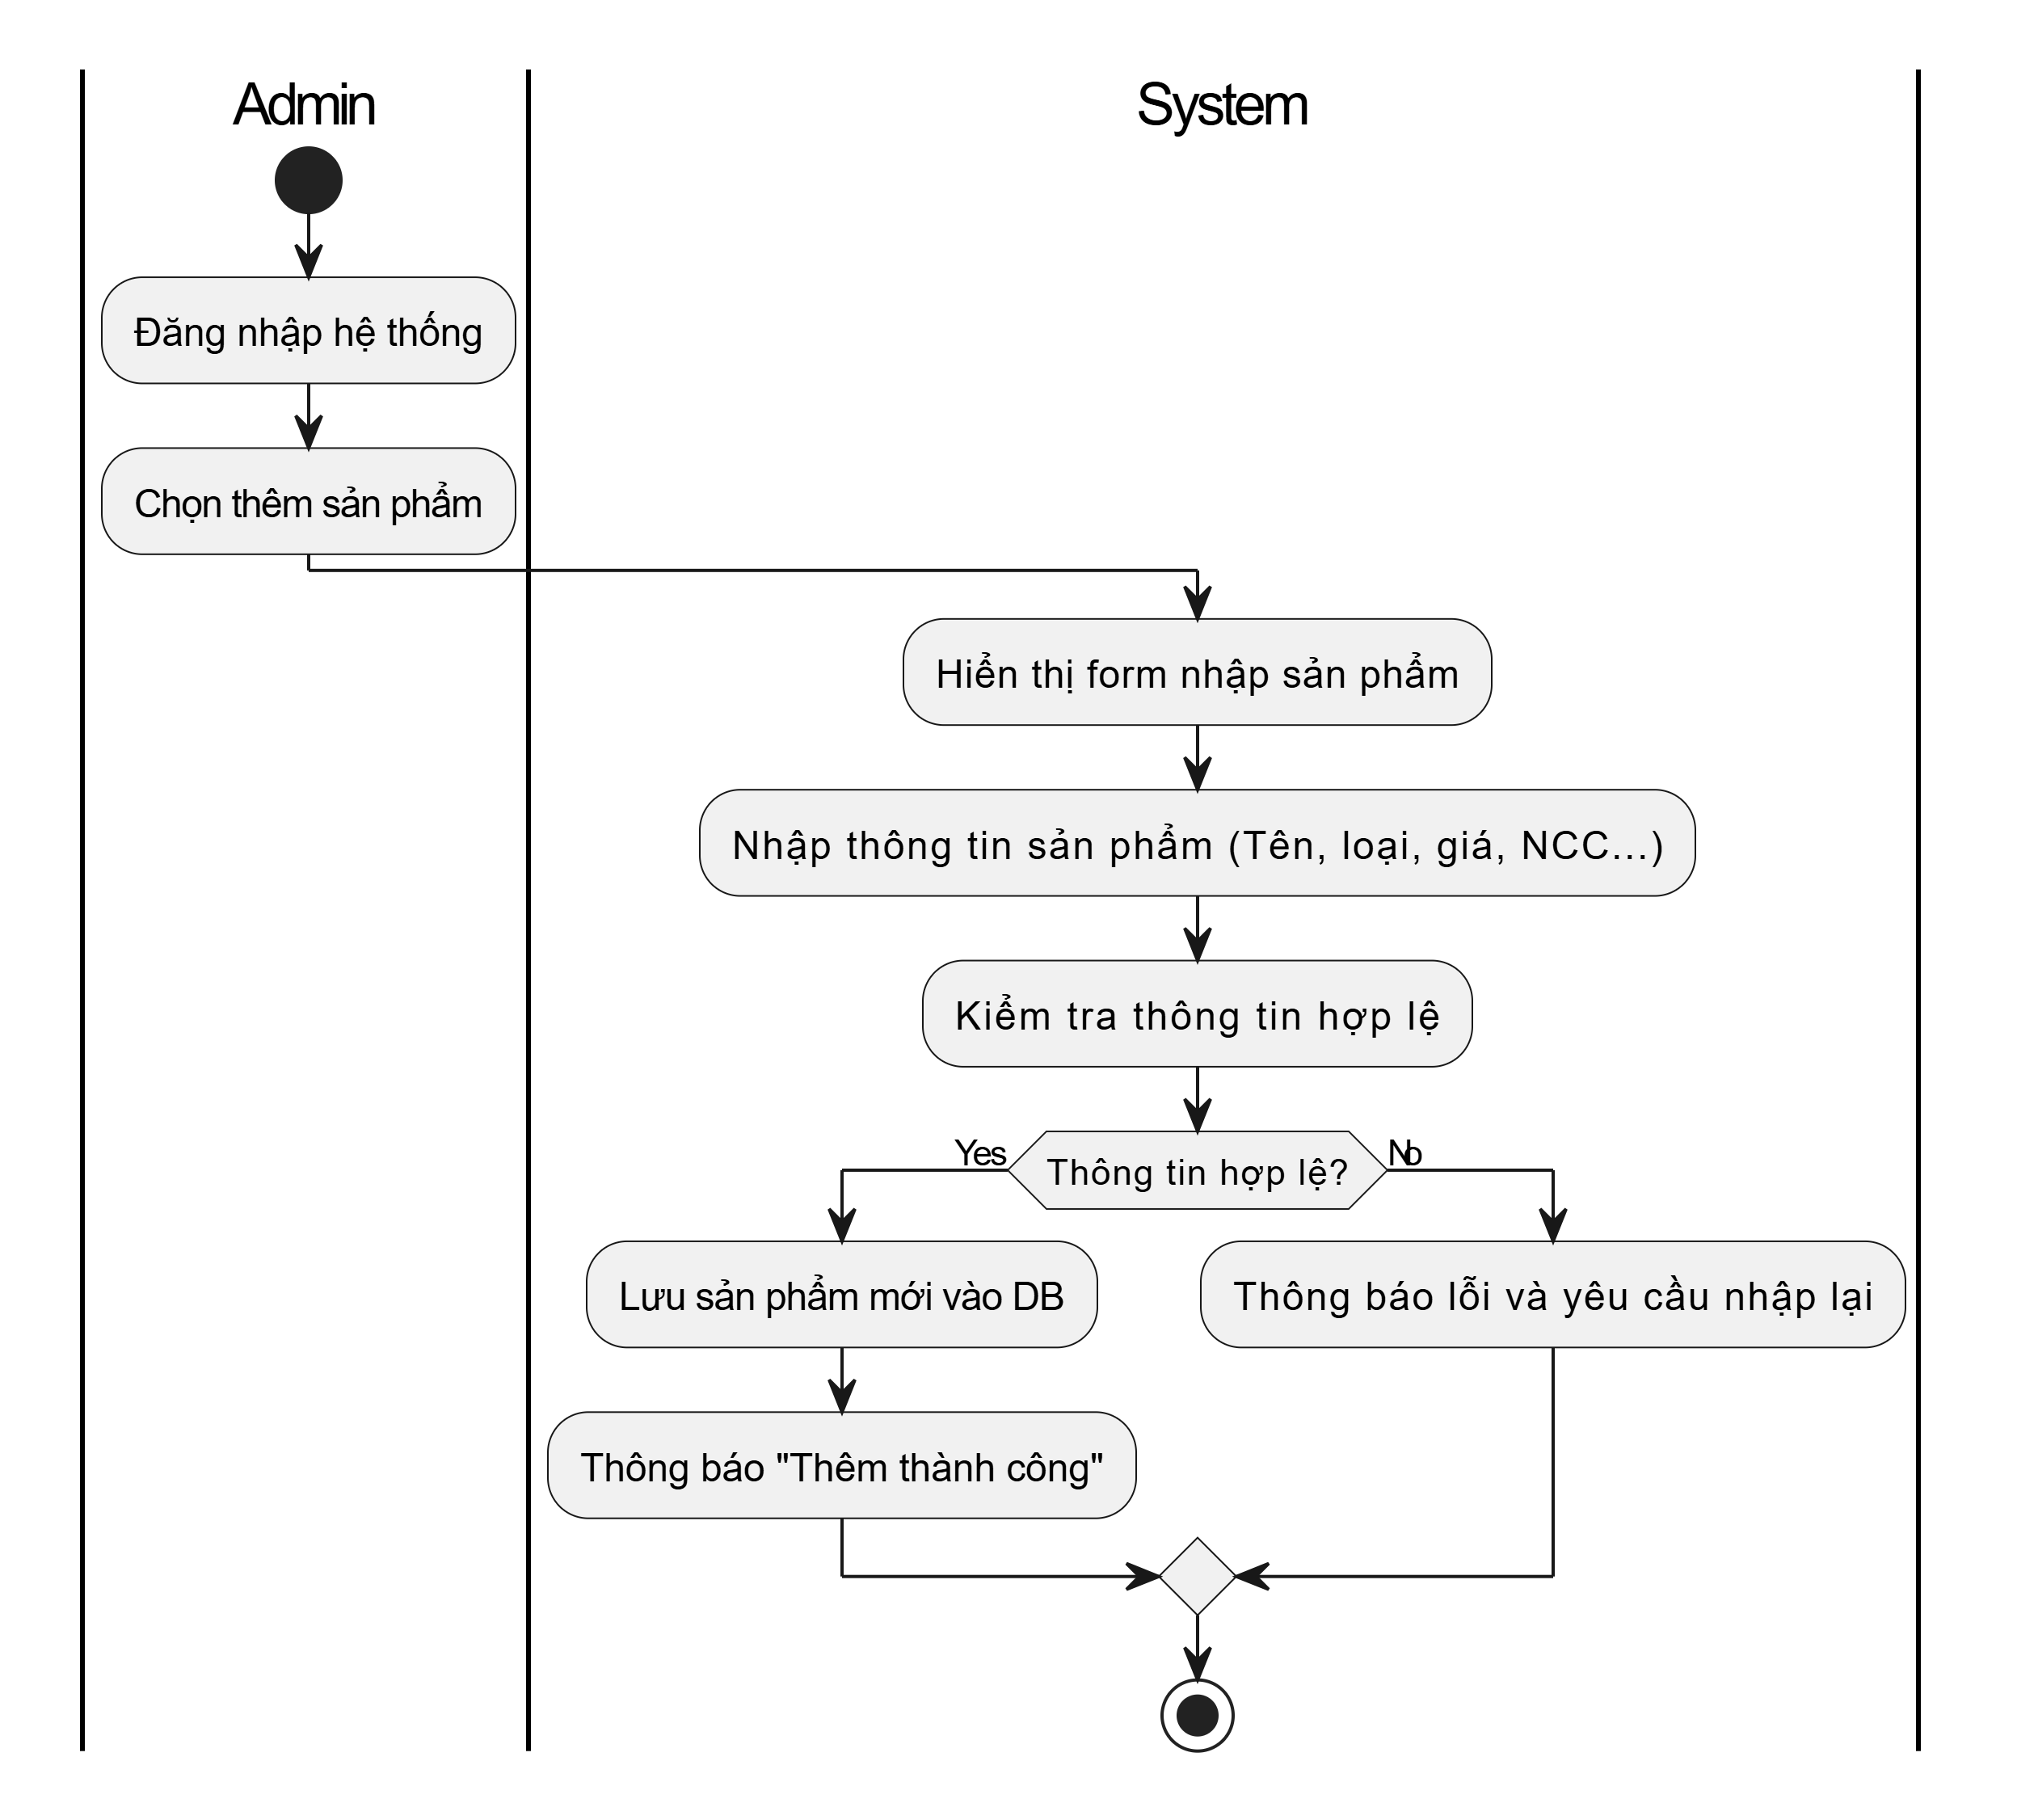 Admin
System
Đăng nhập hệ thống
Chọn thêm sản phẩm
Hiển thị form nhập sản phẩm
Nhập thông tin sản phẩm (Tên, loại, giá, NCC...)
Kiểm tra thông tin hợp lệ
Yes
Thông tin hợp lệ?
No
Lưu sản phẩm mới vào DB
Thông báo lỗi và yêu cầu nhập lại
Thông báo "Thêm thành công"